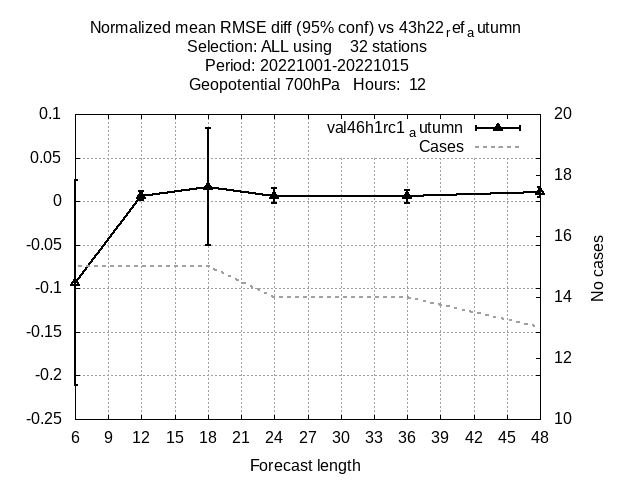 Normalized mean RMSE diff (95% conf) vs 43h22refautumn
Selection: ALL using 32 stations
Period: 20221001-20221015
Geopotential 700hPa Hours: 12
val46h1rc1autumn
Cases
0.1
0.05
0
-0.05
-0.1
-0.15
-0.2
-0.25
20
18
16
14
12
10
No cases
6 9 12 15 18 21 24 27 30 33 36 39 42 45 48
Forecast length